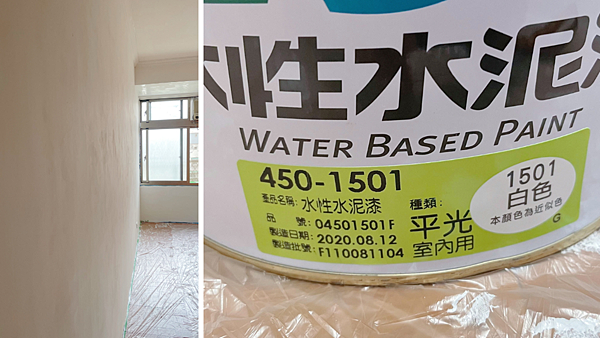 水性水泥漆
WATER BASED PAINT
450-1501
產品名稱: 水性水泥漆
品 號: 04501501F
製造日期: 2020.08.12
製造批號: F110081104
種類:
平光
室內用
1501
白色
本顏色為近似色
G